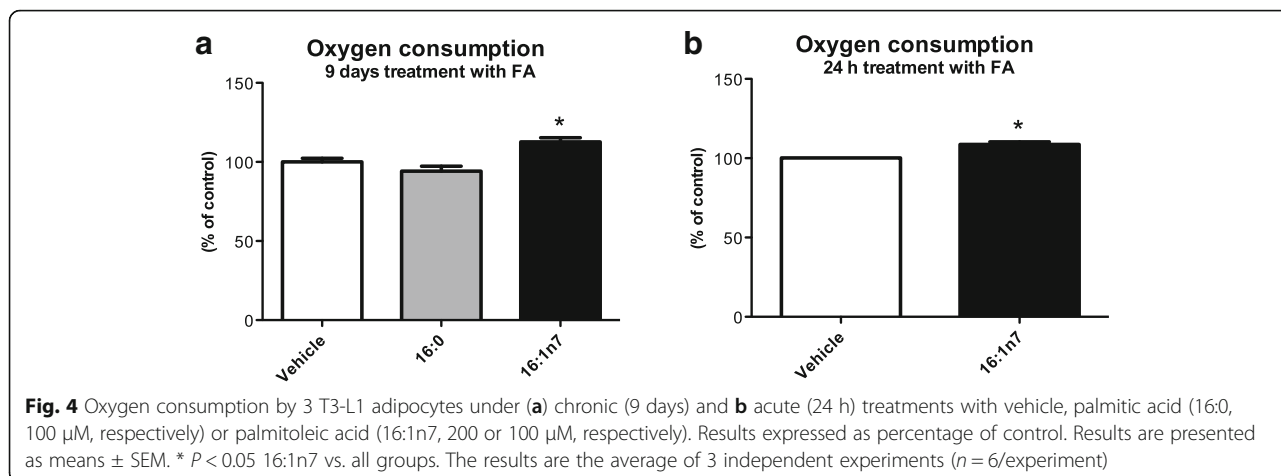 a
Oxygen consumption
9 days treatment with FA
150
100
50
0
(% of control)
*
Vehicle
16:0
16:1n7
b
Oxygen consumption
24 h treatment with FA
150
100
50
0
(% of control)
*
Vehicle
16:1n7
Fig. 4 Oxygen consumption by 3 T3-L1 adipocytes under (a) chronic (9 days) and b acute (24 h) treatments with vehicle, palmitic acid (16:0,
100 μM, respectively) or palmitoleic acid (16:1n7, 200 or 100 μM, respectively). Results expressed as percentage of control. Results are presented
as means ± SEM. * P < 0.05 16:1n7 vs. all groups. The results are the average of 3 independent experiments (n = 6/experiment)